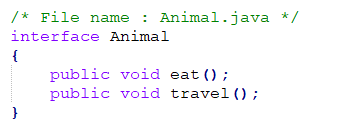 /* File name : Animal.java */
interface Animal
{
    public void eat();
    public void travel();
}